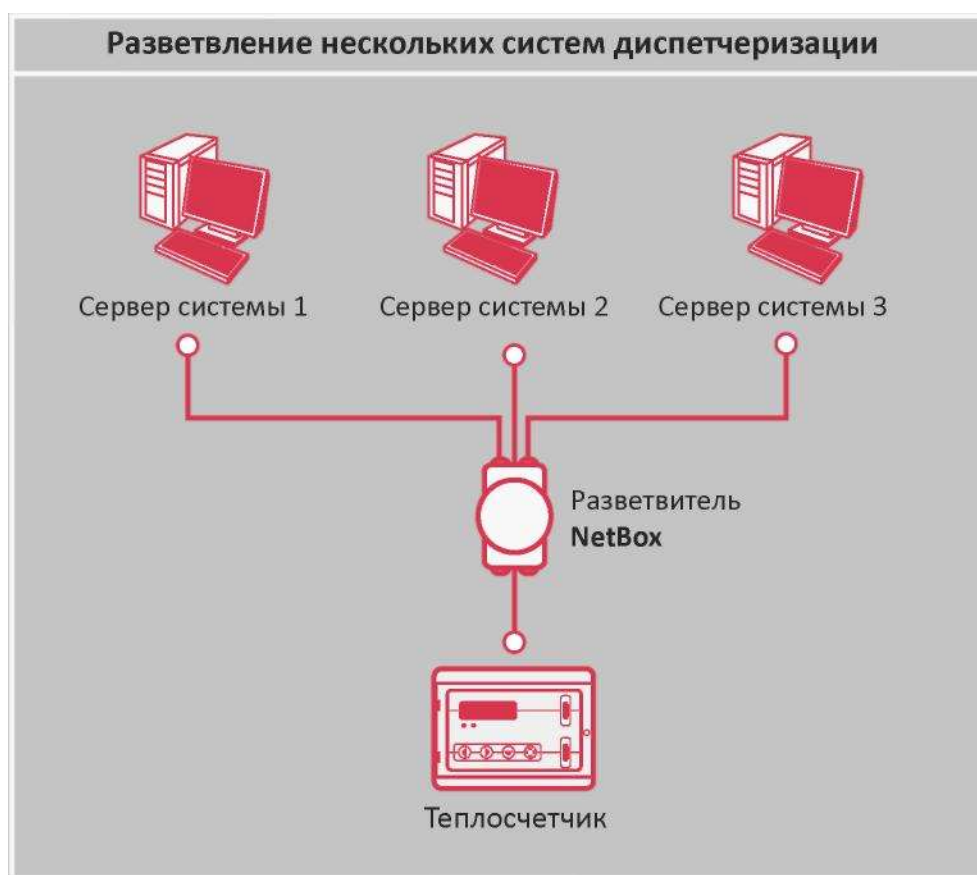 Разветвление нескольких систем диспетчеризации
Сервер системы 1
Сервер системы 2
Сервер системы 3
Разветвитель
NetBox
Теплосчетчик